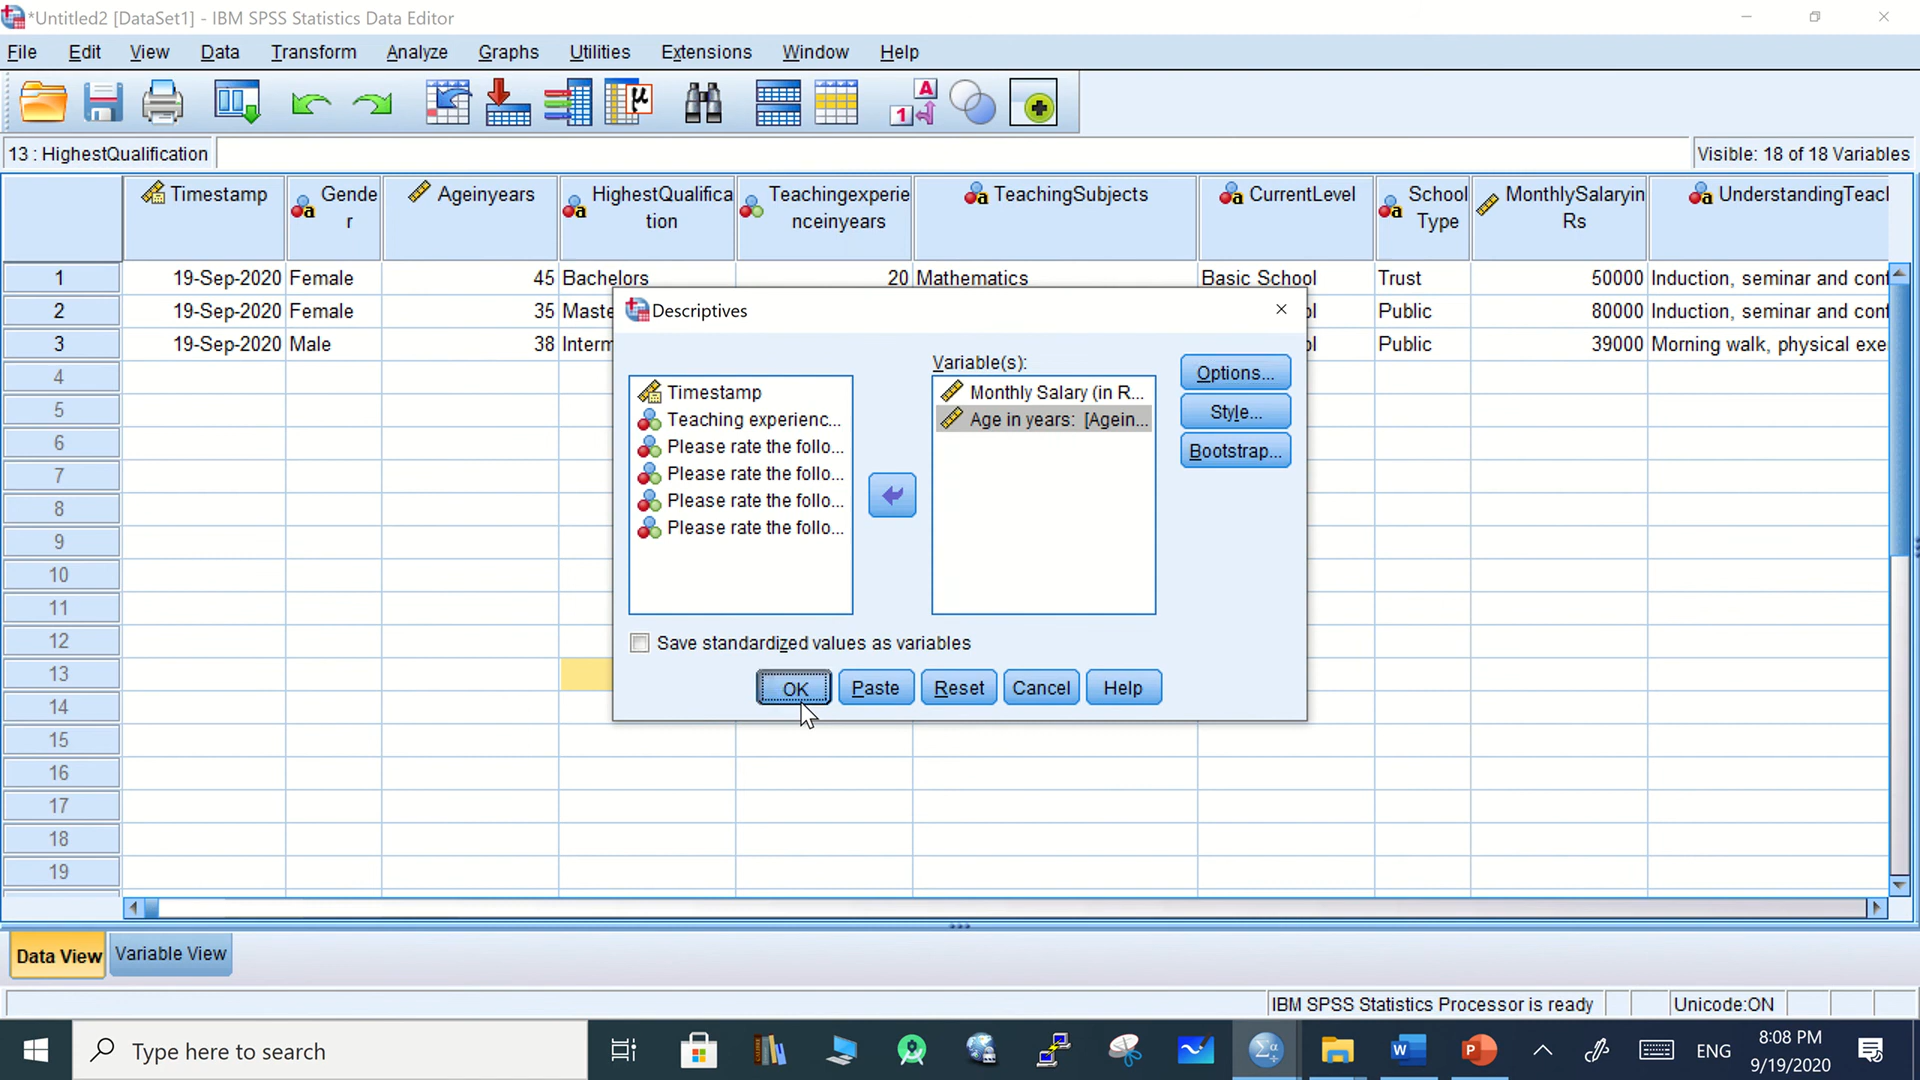 *Untitled2 [DataSet1] - IBM SPSS Statistics Data Editor
File Edit View Data Transform Analyze Graphs Utilities Extensions Window Help
13 : HighestQualification
Visible: 18 of 18 Variables
Timestamp Gende Ageinyears HighestQualifica Teachingexperie TeachingSubjects CurrentLevel School MonthlySalaryin UnderstandingTeacl
r tion nceinyears Type Rs
1 19-Sep-2020 Female 45 Bachelors 20 Mathematics Basic School Trust 50000 Induction, seminar and conf
2 19-Sep-2020 Female 35 Maste ol Public 80000 Induction, seminar and conf
3 19-Sep-2020 Male 38 Interm ol Public 39000 Morning walk, physical exe
4
5
6
7
8
9
10
11
12
13
14
15
16
17
18
19
Descriptives
Variable(s):
Timestamp
Teaching experienc...
Please rate the follo...
Please rate the follo...
Please rate the follo...
Please rate the follo...
Monthly Salary (in R...
Age in years: [Agein...
Options...
Style...
Bootstrap...
Save standardized values as variables
OK Paste Reset Cancel Help
Data View Variable View
IBM SPSS Statistics Processor is ready Unicode:ON
Type here to search
ENG
8:08 PM
9/19/2020